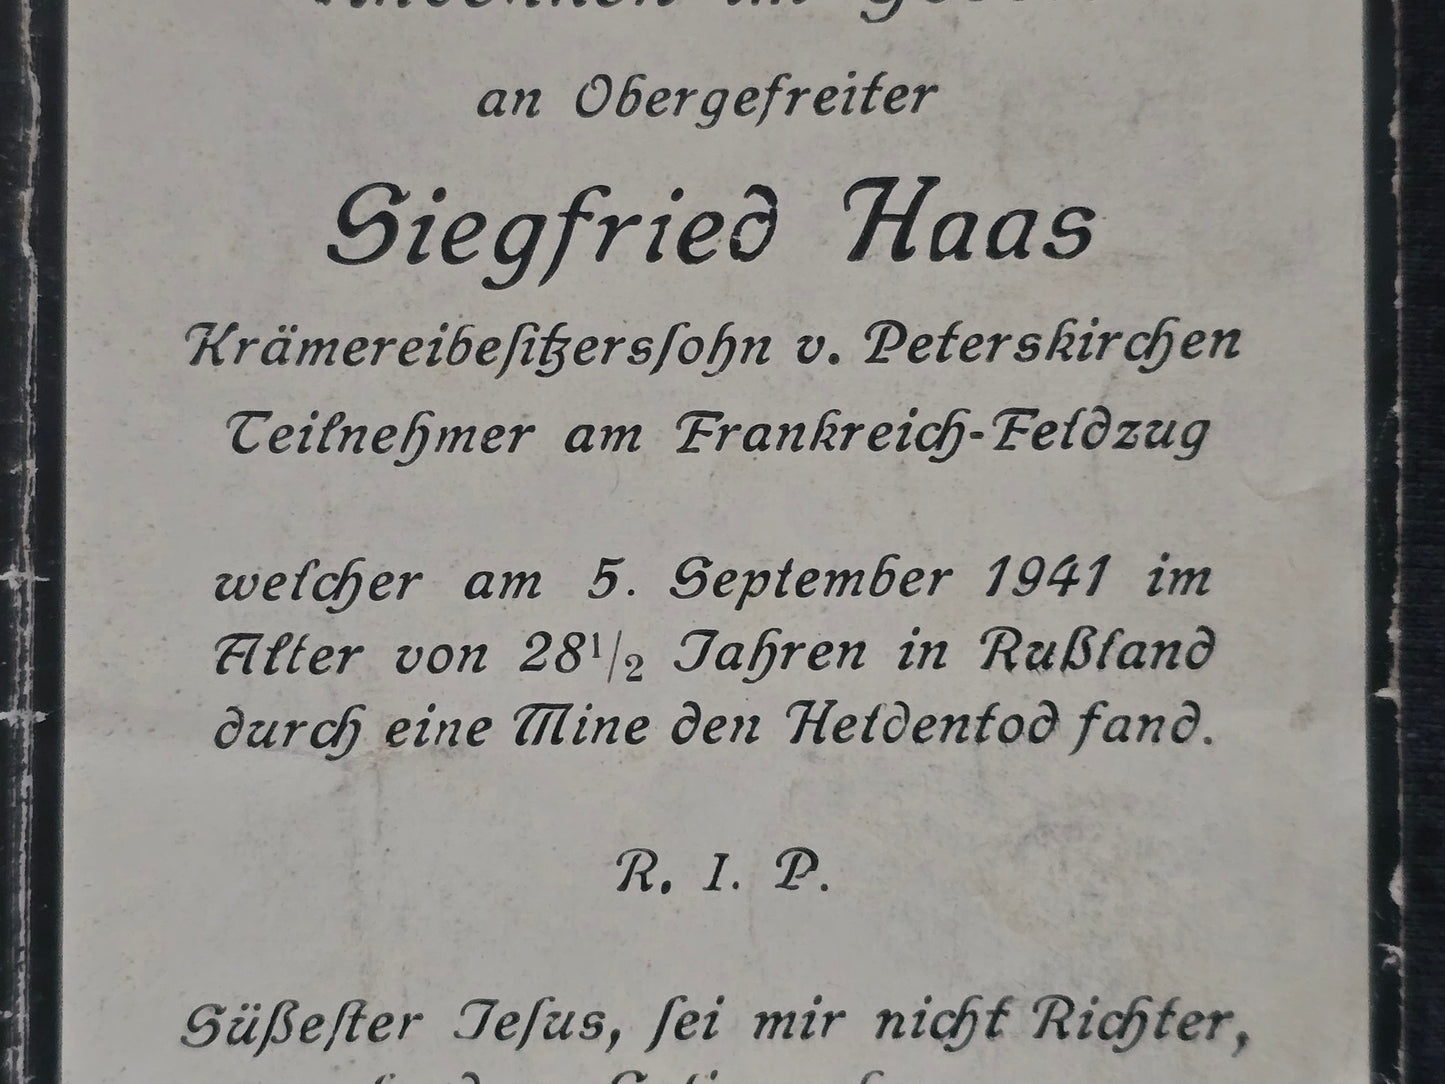 an Obergefreiter
Siegfried Haas
Krämereibeſitzersſohn v. Peterskirchen
Teilnehmer am Frankreich-Feldzug
welcher am 5. September 1941 im
Alter von 28 1/2 Jahren in Rußland
durch eine Mine den Heldentod fand.
R. I. P.
Süßeſter Jeſus, ſei mir nicht Richter,